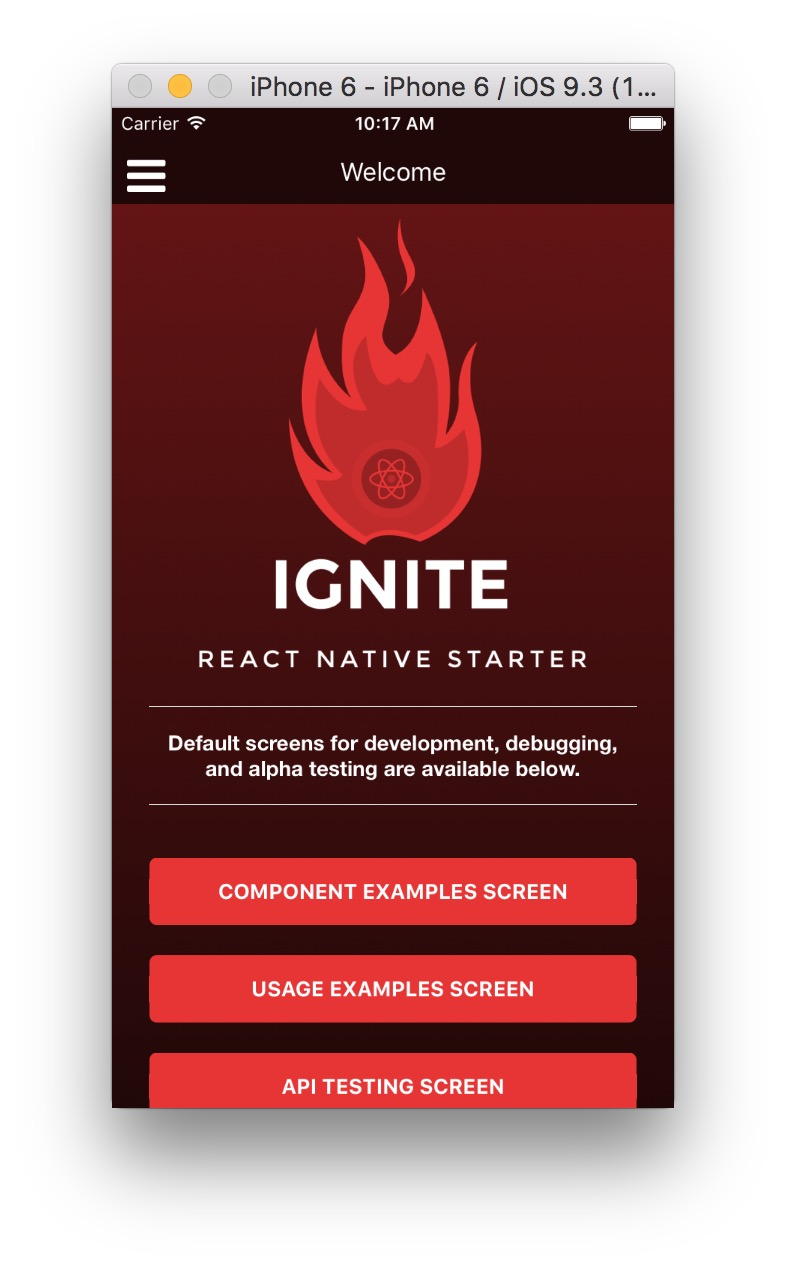 iPhone 6 - iPhone 6 / iOS 9.3 (1...
Carrier 10:17 AM
Welcome
IGNITE
REACT NATIVE STARTER
Default screens for development, debugging,
and alpha testing are available below.
COMPONENT EXAMPLES SCREEN
USAGE EXAMPLES SCREEN
API TESTING SCREEN